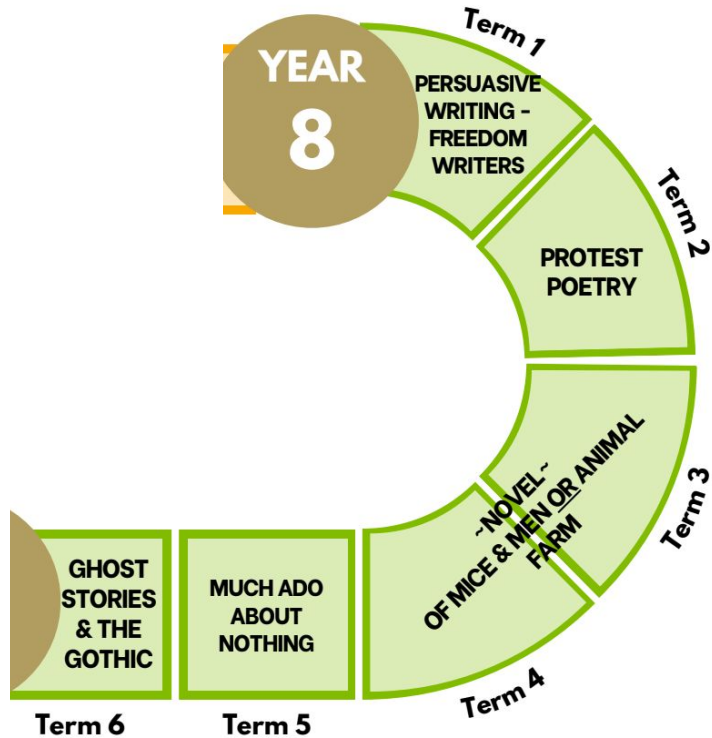 YEAR
8
Term 1
PERSUASIVE
WRITING -
FREEDOM
WRITERS
Term 2
PROTEST
POETRY
Term 3
~NOVEL~
OF MICE & MEN OR ANIMAL
FARM
Term 4
MUCH ADO
ABOUT
NOTHING
Term 5
GHOST
STORIES
& THE
GOTHIC
Term 6